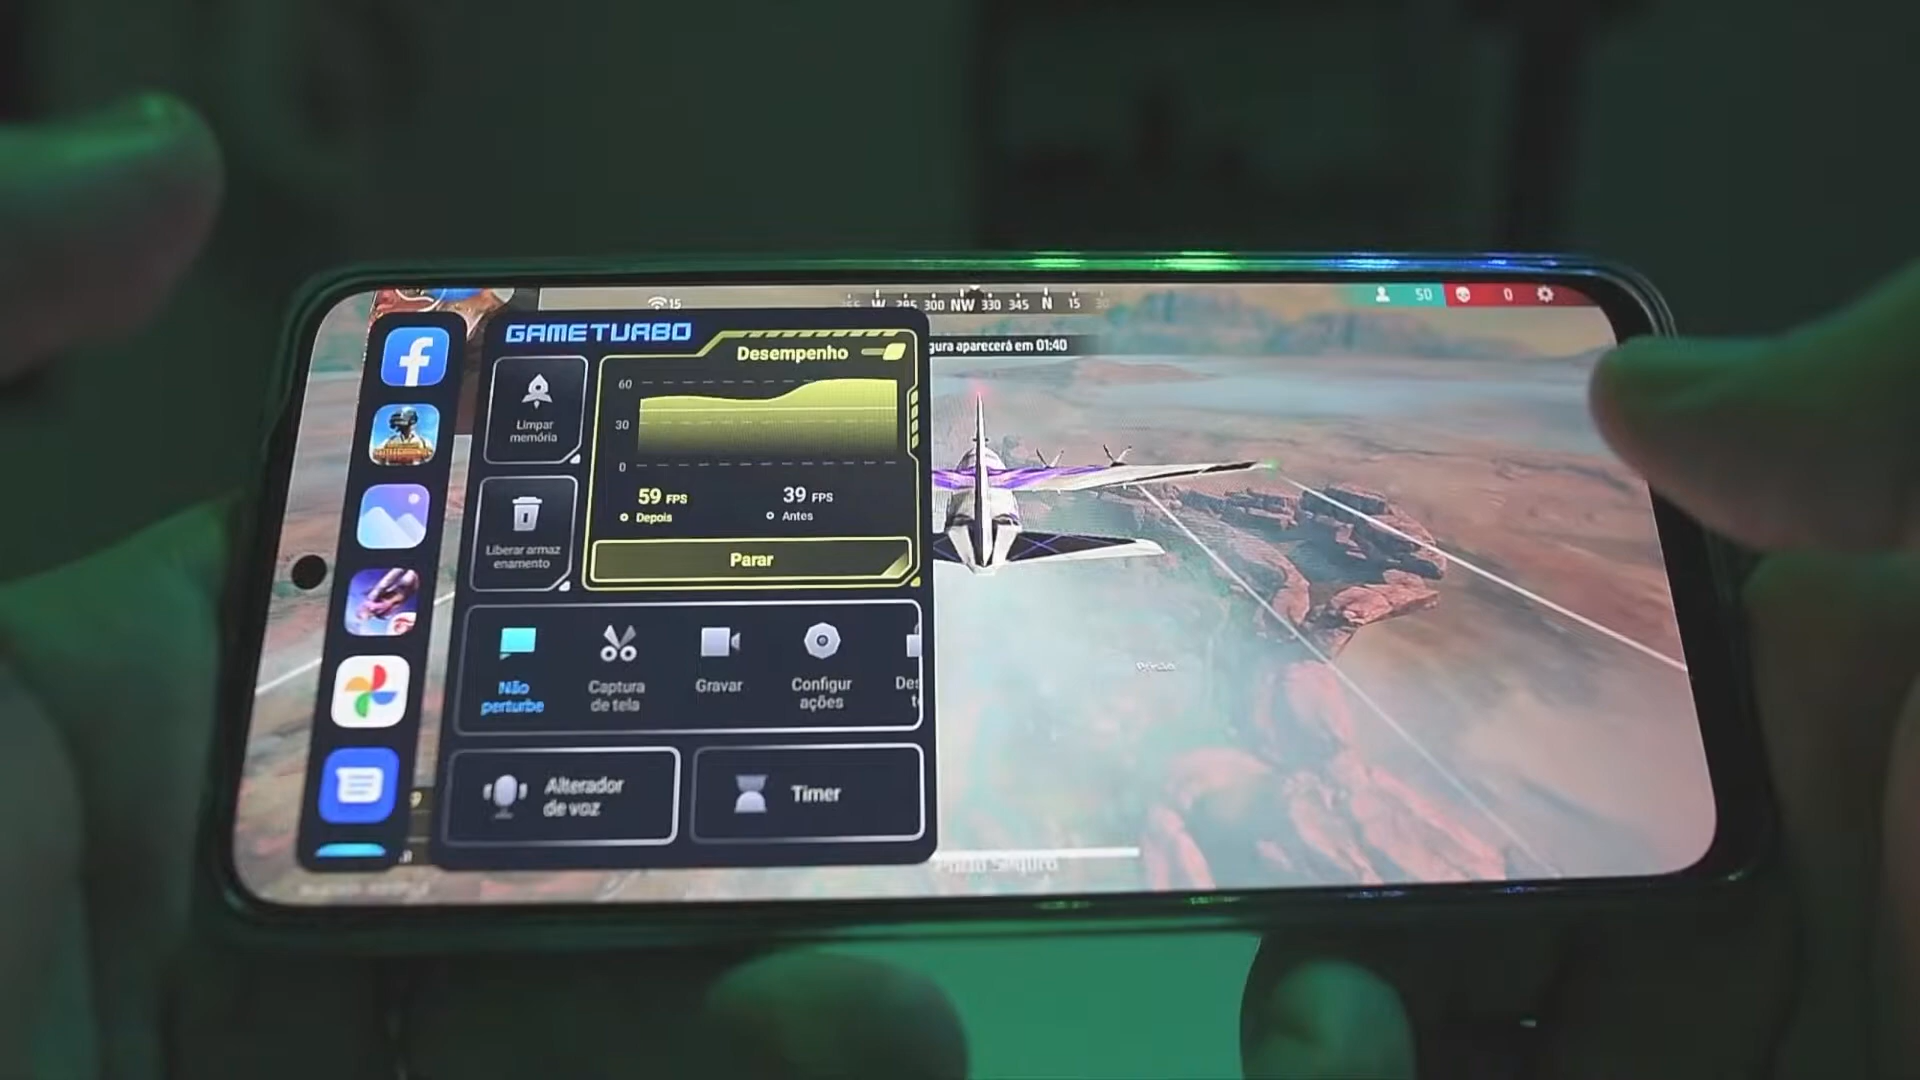 15
W 285 300 NW 330 345 N 15 30
50
0
GAMETURBO
gura aparecerá em 01:40
Desempenho
Limpar
memória
60
30
0
59 FPS
39 FPS
Depois
Antes
Liberar armaz
enamento
Parar
Não
perturbe
Captura
de tela
Gravar
Configur
ações
Des
t
Alterador
de voz
Timer